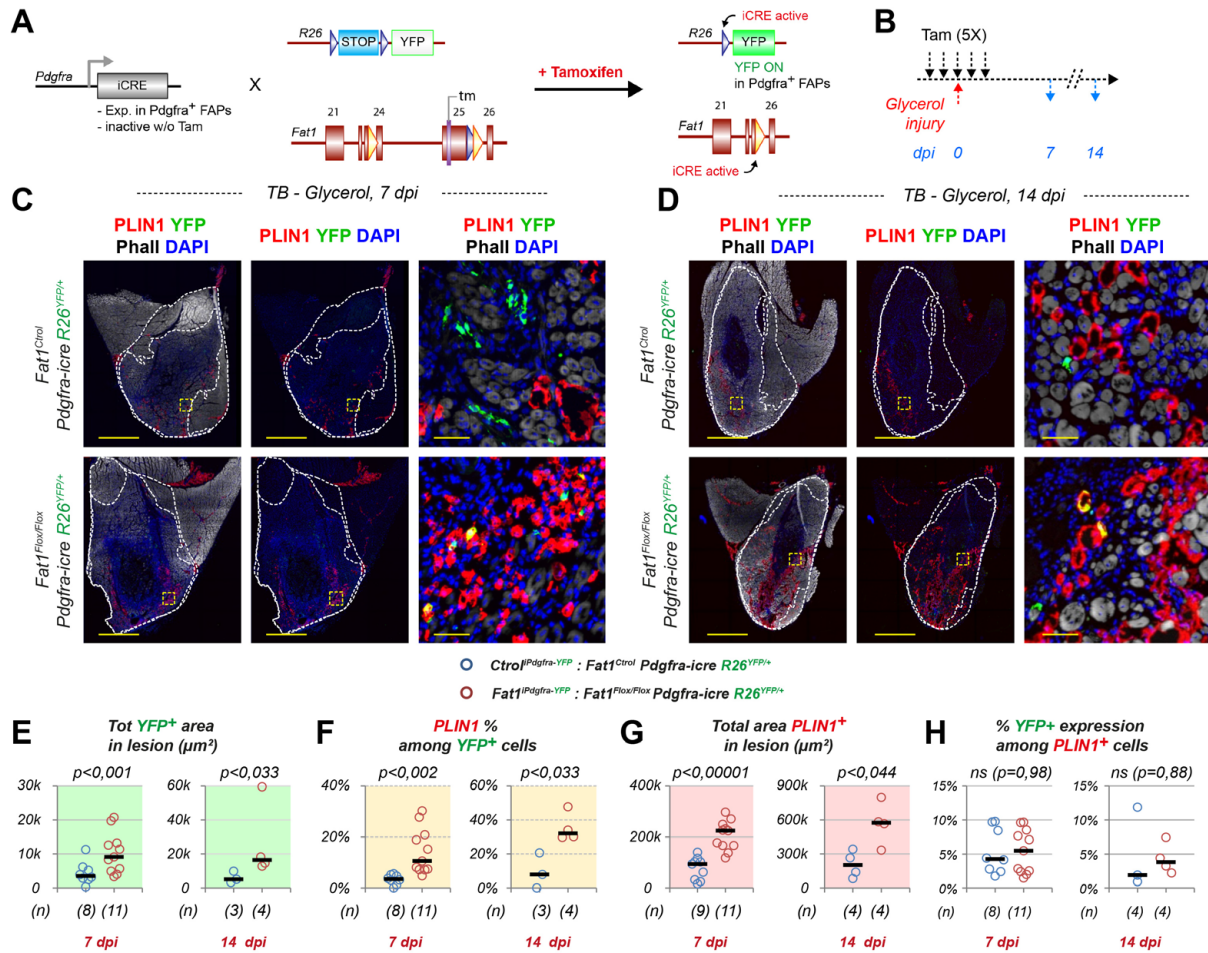 A
R26
STOP
YFP
Pdgfra
iCRE
- Exp. in Pdgfra+ FAPs
- inactive w/o Tam
X
tm
21
24
25
26
Fat1
+ Tamoxifen
iCRE active
R26
YFP
YFP ON
in Pdgfra+ FAPs
21
26
Fat1
iCRE active
B
Tam (5X)
Glycerol
injury
dpi
0
7
14
C
TB - Glycerol, 7 dpi
PLIN1 YFP
Phall DAPI
PLIN1 YFP DAPI
PLIN1 YFP
Phall DAPI
Fat1Ctrol
Pdgfra-icre R26YFP/+
Fat1Flox/Flox
Pdgfra-icre R26YFP/+
D
TB - Glycerol, 14 dpi
PLIN1 YFP
Phall DAPI
PLIN1 YFP DAPI
PLIN1 YFP
Phall DAPI
Fat1Ctrol
Pdgfra-icre R26YFP/+
Fat1Flox/Flox
Pdgfra-icre R26YFP/+
CtroliPdgfra-YFP : Fat1Ctrol Pdgfra-icre R26YFP/+
Fat1iPdgfra-YFP : Fat1Flox/Flox Pdgfra-icre R26YFP/+
E
Tot YFP+ area
in lesion (µm²)
p<0,001
p<0,033
30k
20k
10k
0
60k
40k
20k
0
(n)
(8) (11)
(3) (4)
7 dpi
14 dpi
F
PLIN1 %
among YFP+ cells
p<0,002
p<0,033
40%
20%
0%
60%
40%
20%
0%
(n)
(8) (11)
(3) (4)
7 dpi
14 dpi
G
Total area PLIN1+
in lesion (µm²)
p<0,00001
p<0,044
400k
200k
0
900k
600k
300k
0
(n)
(9) (11)
(4) (4)
7 dpi
14 dpi
H
% YFP+ expression
among PLIN1+ cells
ns (p=0,98)
ns (p=0,88)
15%
10%
5%
0%
15%
10%
5%
0%
(n)
(8) (11)
(4) (4)
7 dpi
14 dpi